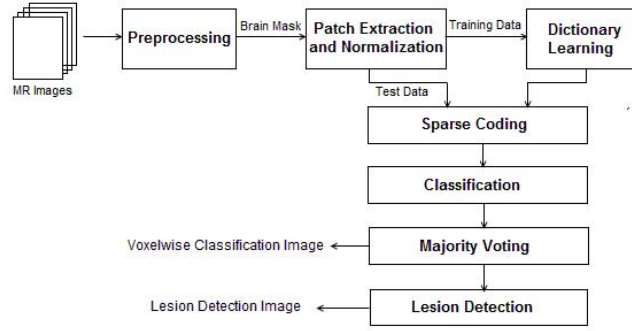 Preprocessing
Brain Mask
Patch Extraction
and Normalization
Training Data
Dictionary
Learning
MR Images
Test Data
Sparse Coding
Classification
Voxelwise Classification Image
Majority Voting
Lesion Detection Image
Lesion Detection